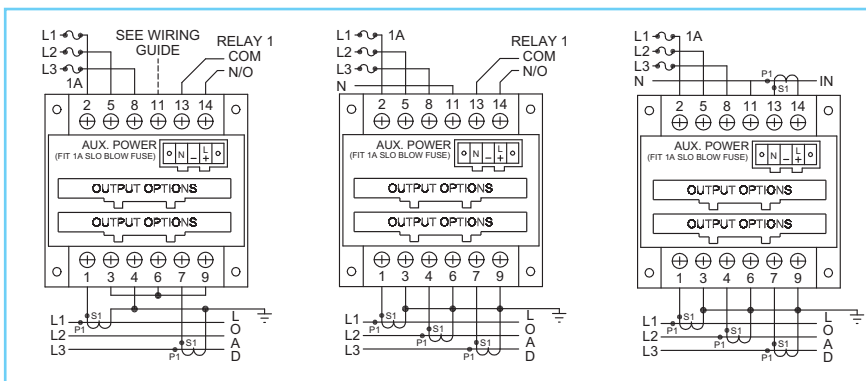 L1
L2
L3
1A
SEE WIRING
GUIDE
RELAY 1
COM
N/O
2 5 8 11 13 14
AUX. POWER
(FIT 1A SLO BLOW FUSE)
N – L
+
OUTPUT OPTIONS
OUTPUT OPTIONS
1 3 4 6 7 9
S1
P1
S1
P1
L1
L2
L3
L
O
A
D
L1
1A
L2
L3
N
RELAY 1
COM
N/O
2 5 8 11 13 14
AUX. POWER
(FIT 1A SLO BLOW FUSE)
N – L
+
OUTPUT OPTIONS
OUTPUT OPTIONS
1 3 4 6 7 9
S1
P1
S1
P1
S1
P1
L1
L2
L3
L
O
A
D
L1
1A
L2
L3
N
P1
S1
IN
2 5 8 11 13 14
AUX. POWER
(FIT 1A SLO BLOW FUSE)
N – L
+
OUTPUT OPTIONS
OUTPUT OPTIONS
1 3 4 6 7 9
S1
P1
S1
P1
S1
P1
L1
L2
L3
L
O
A
D